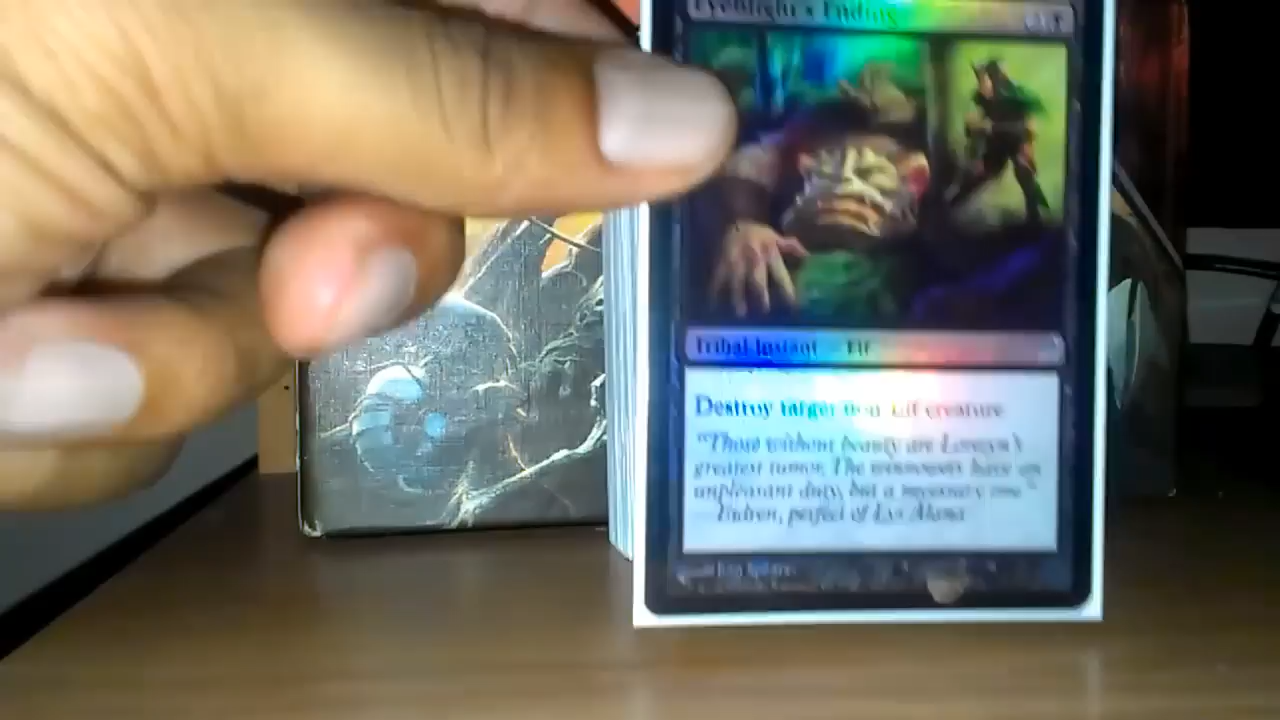 Eyeblight's Ending
Tribal Instant — Elf
Destroy target non-Elf creature
"Those without beauty are Lorwyn's
greatest tumor. The winnowers have an
unpleasant duty, but a necessary one."
—Eidren, perfect of Lys Alana